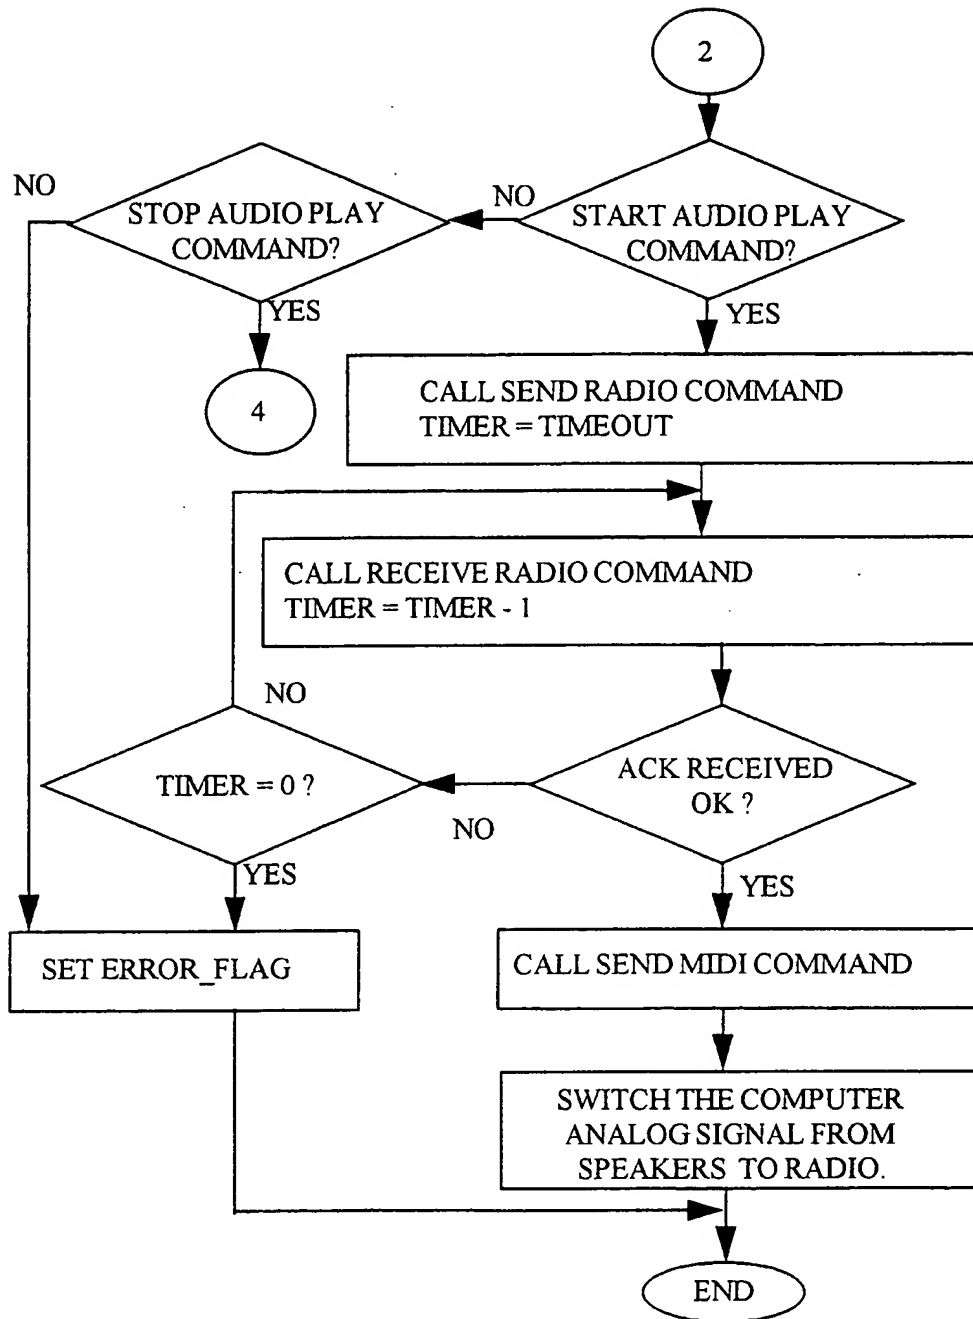 2
START AUDIO PLAY
COMMAND?
NO
STOP AUDIO PLAY
COMMAND?
NO
YES
4
YES
CALL SEND RADIO COMMAND
TIMER = TIMEOUT
CALL RECEIVE RADIO COMMAND
TIMER = TIMER - 1
ACK RECEIVED
OK ?
NO
TIMER = 0 ?
NO
YES
SET ERROR_FLAG
YES
CALL SEND MIDI COMMAND
SWITCH THE COMPUTER
ANALOG SIGNAL FROM
SPEAKERS TO RADIO.
END